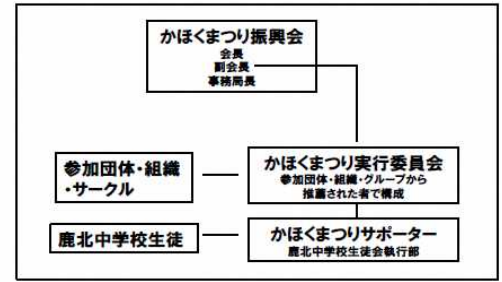 かほくまつり振興会
会長
副会長
事務局長
参加団体・組織
・サークル
かほくまつり実行委員会
参加団体・組織・グループから
推薦された者で構成
鹿北中学校生徒
かほくまつりサポーター
鹿北中学校生徒会執行部